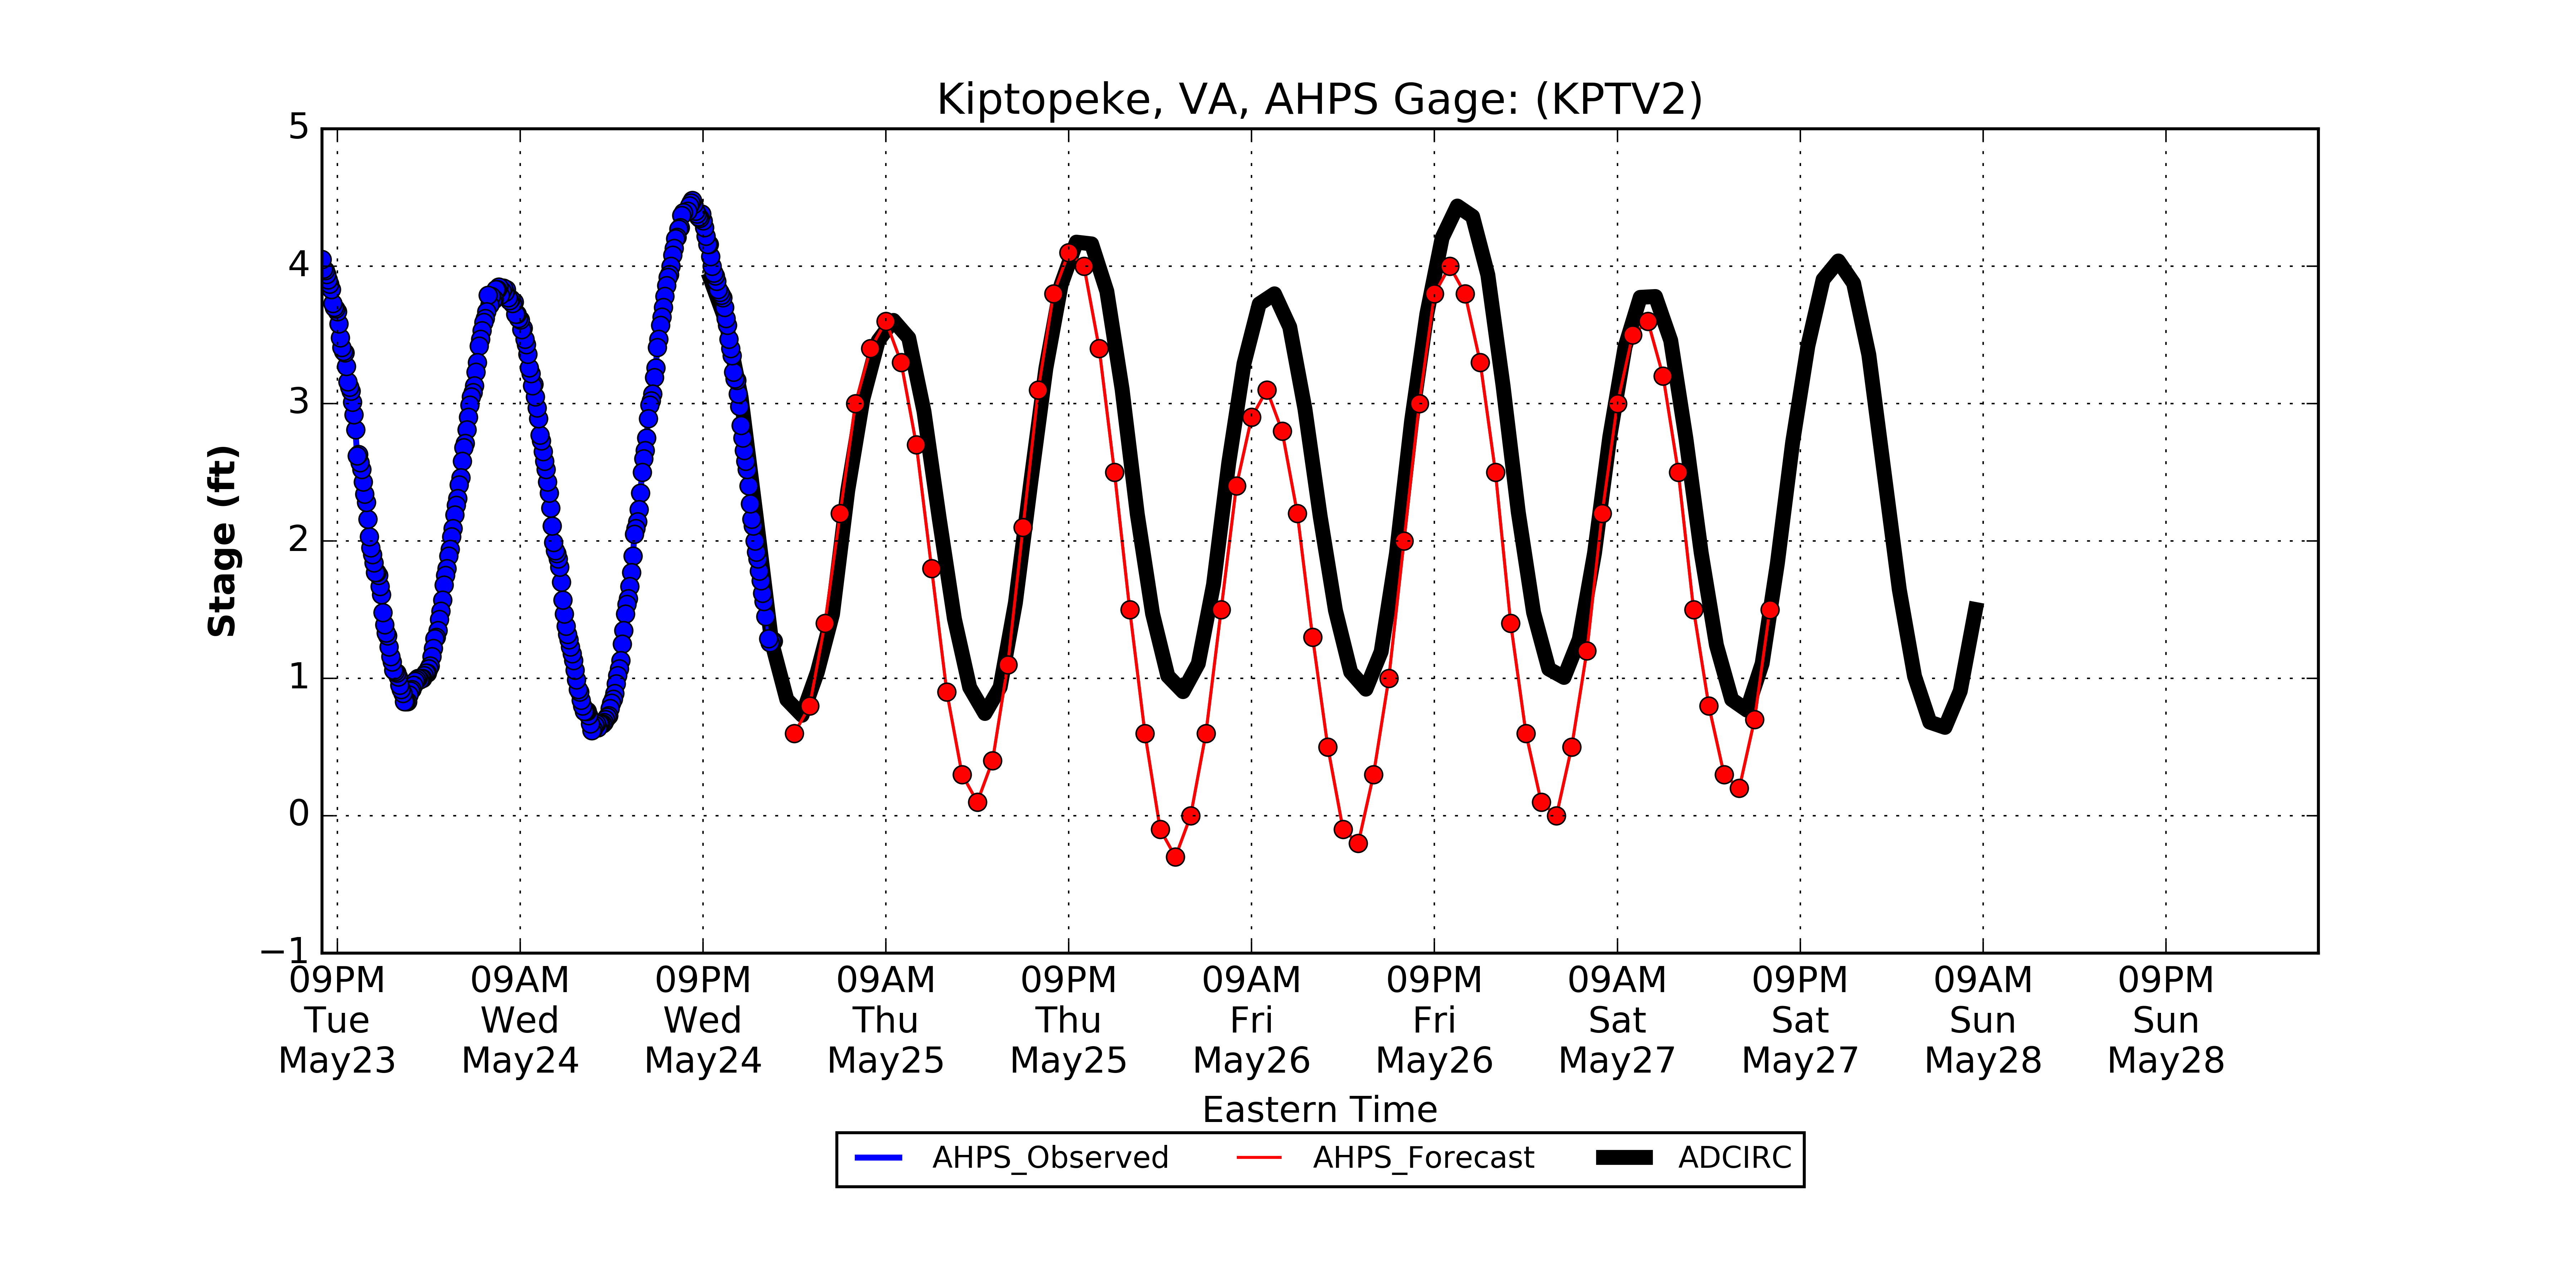 Kiptopeke, VA, AHPS Gage: (KPTV2)
5
4
3
2
1
0
−1
Stage (ft)
09PM 09AM 09PM 09AM 09PM 09AM 09PM 09AM 09PM 09AM 09PM
Tue Wed Wed Thu Thu Fri Fri Sat Sat Sun Sun
May23 May24 May24 May25 May25 May26 May26 May27 May27 May28 May28
Eastern Time
AHPS_Observed AHPS_Forecast ADCIRC